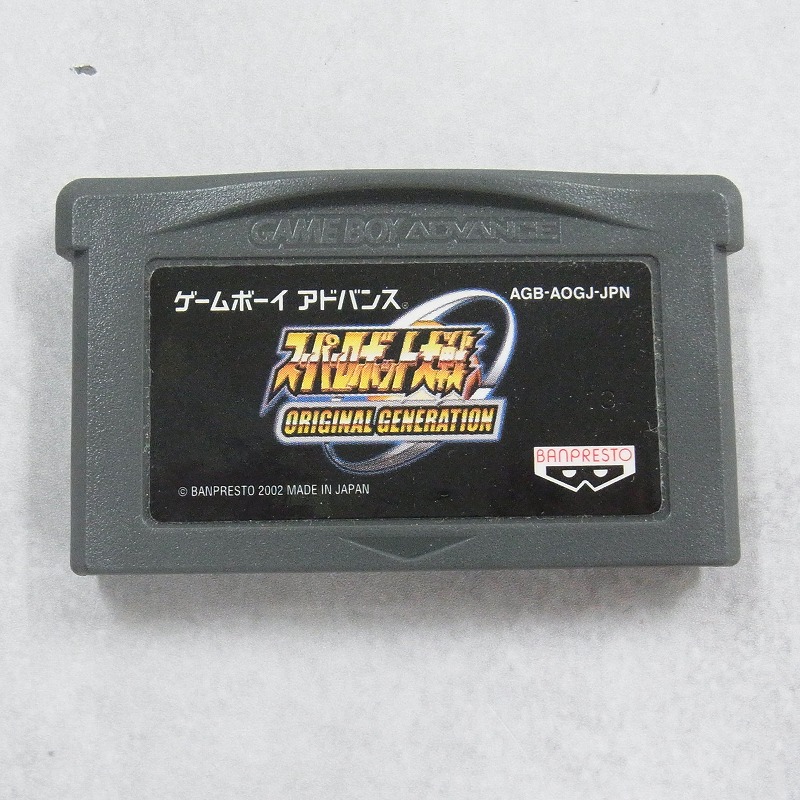 GAME BOY ADVANCE
ゲームボーイ アドバンス®
AGB-AOGJ-JPN
スーパーロボット大戦
ORIGINAL GENERATION
BANPRESTO
© BANPRESTO 2002 MADE IN JAPAN